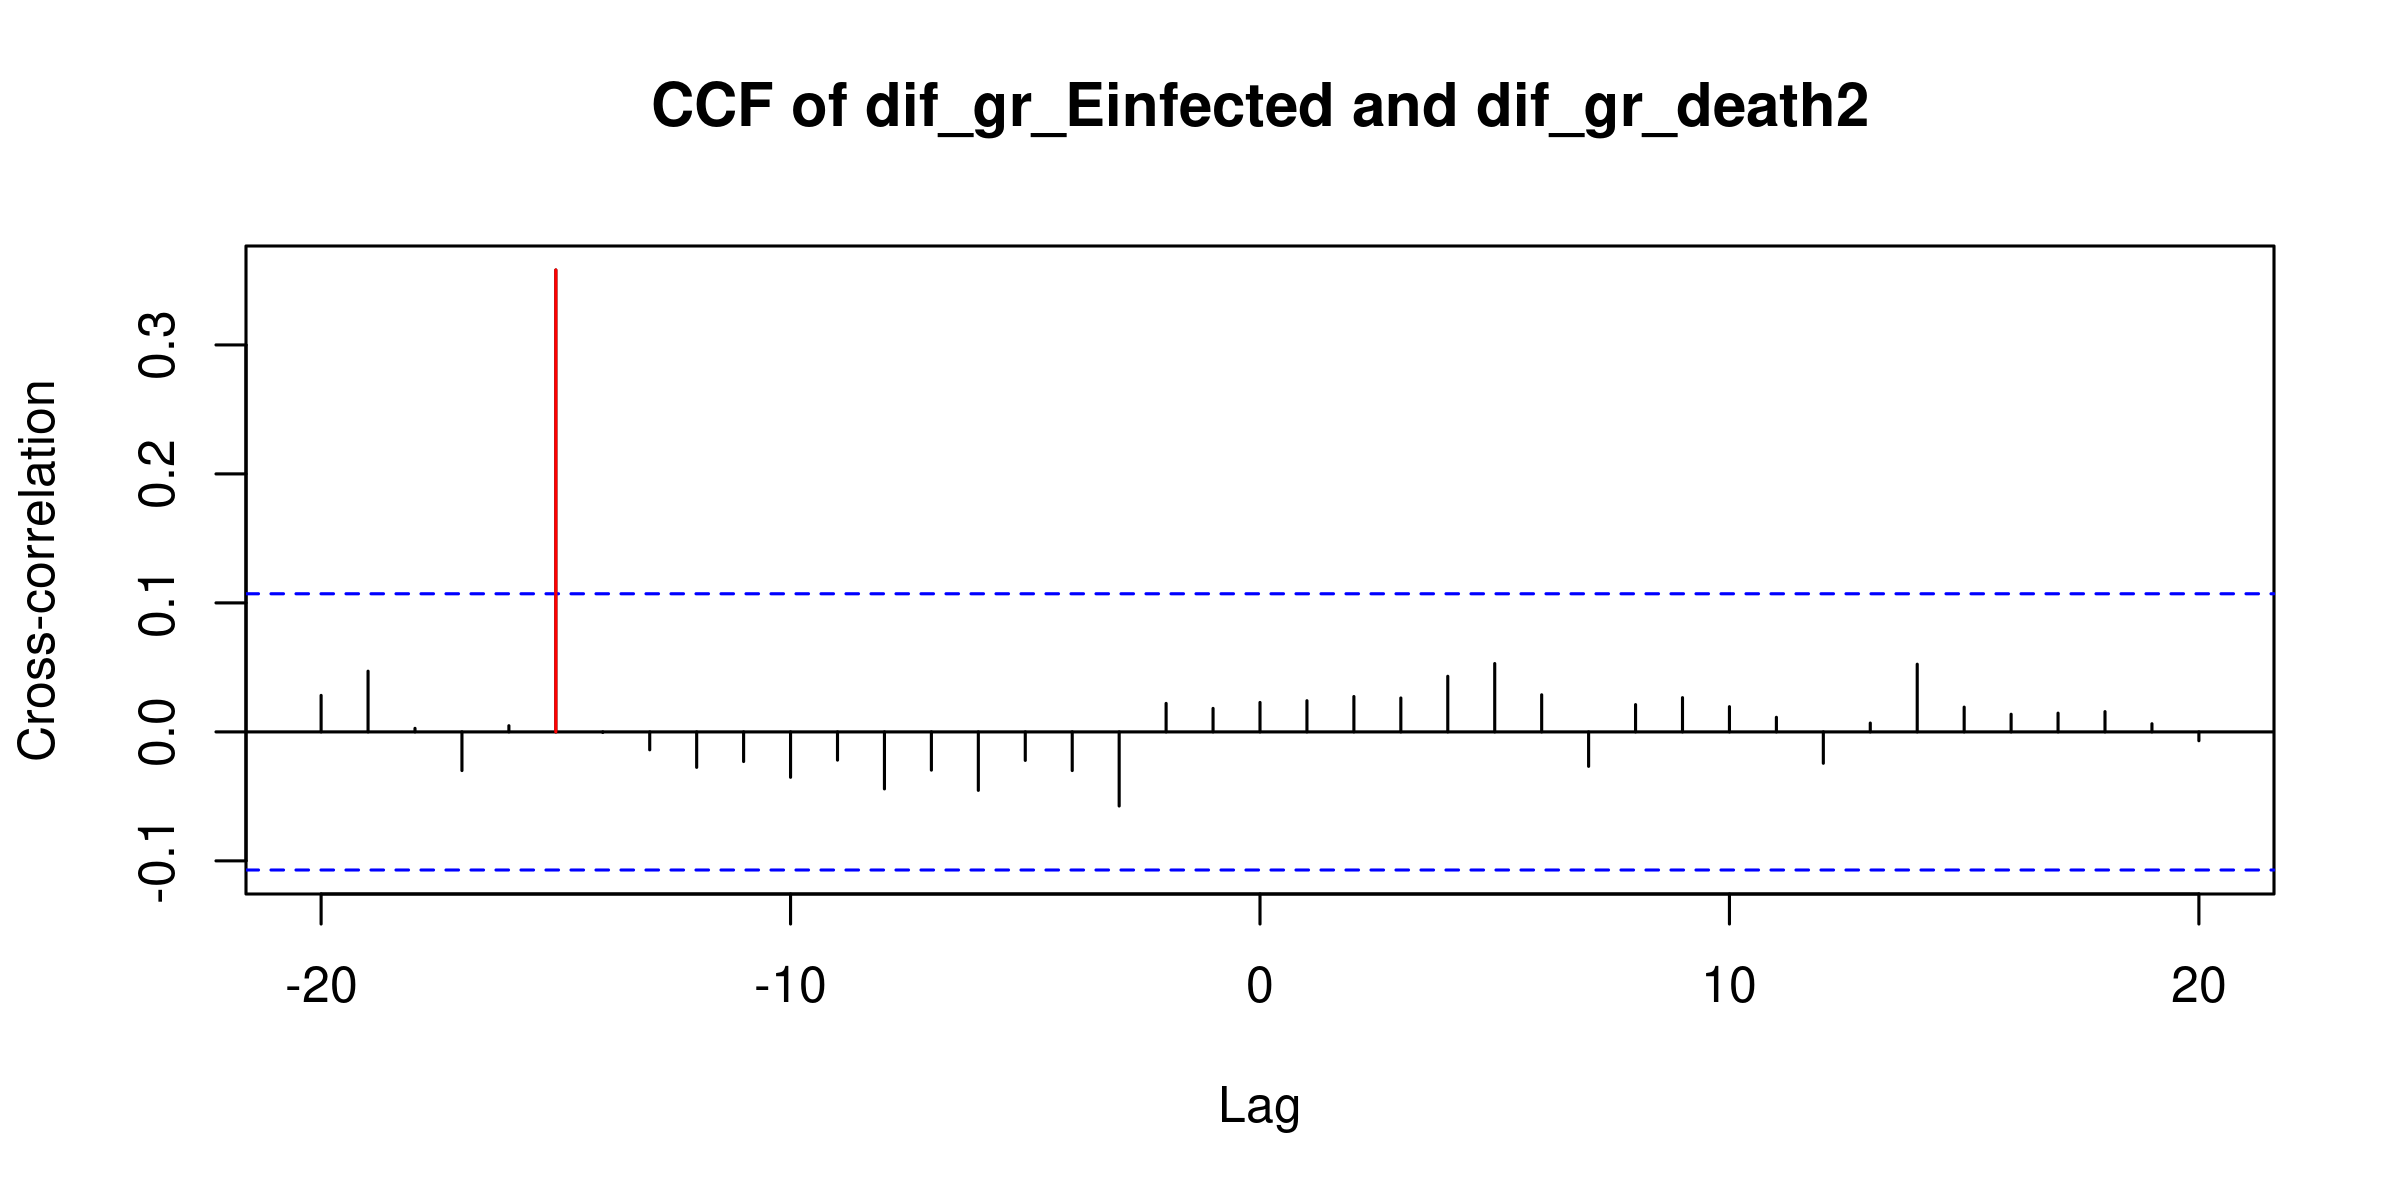 CCF of dif_gr_Einfected and dif_gr_death2
Cross-correlation
0.3
0.2
0.1
0.0
-0.1
-20 -10 0 10 20
Lag